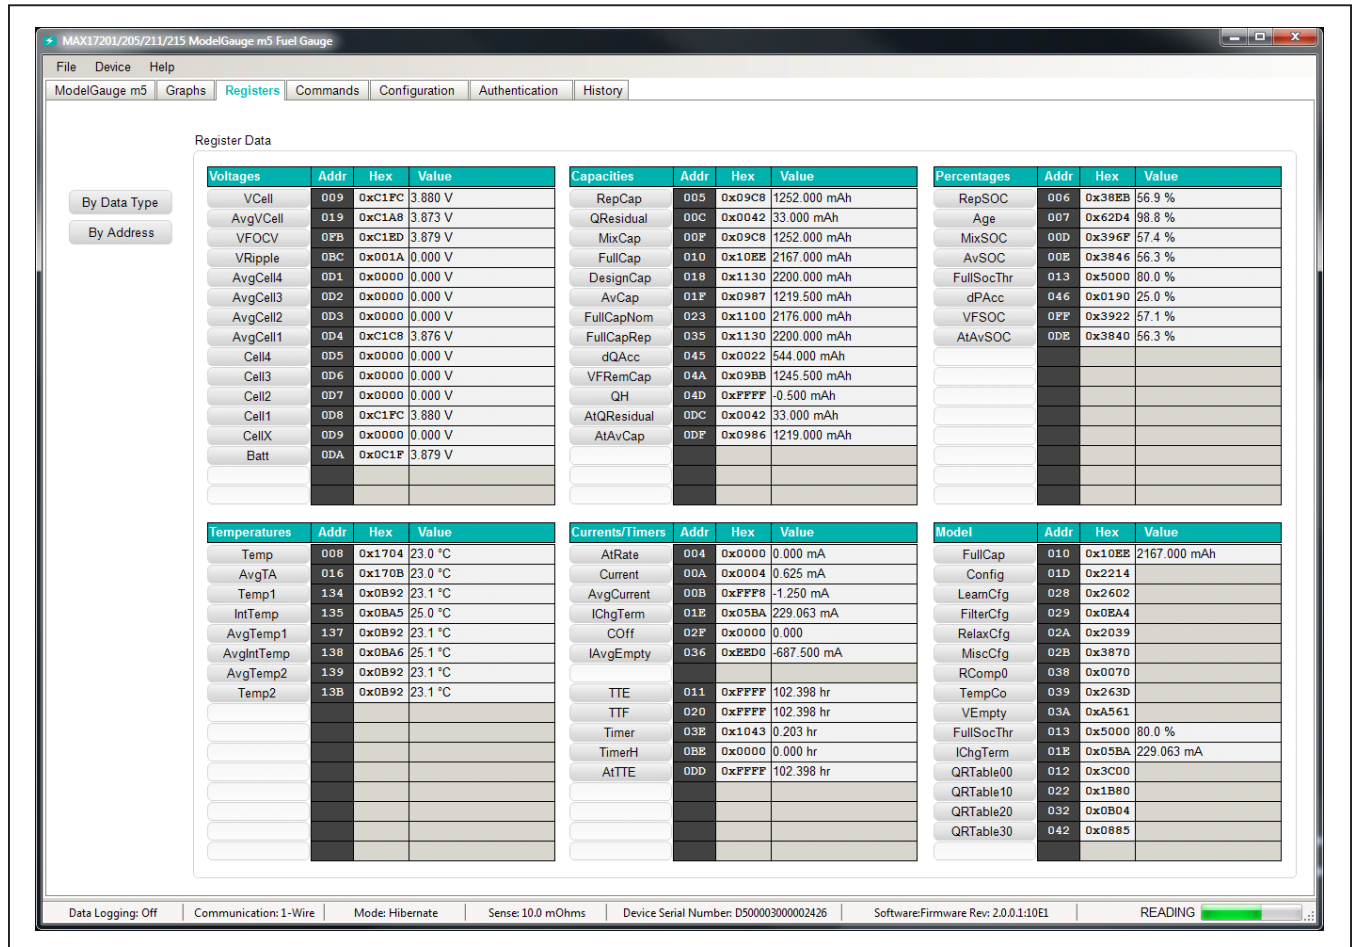 MAX17201/205/211/215 ModelGauge m5 Fuel Gauge
File Device Help
ModelGauge m5 Graphs Registers Commands Configuration Authentication History
Register Data
By Data Type
By Address
Voltages Addr Hex Value
VCell 009 0xC1FC 3.880 V
AvgVCell 019 0xC1A8 3.873 V
VFOCV 0FB 0xC1ED 3.879 V
VRipple 0BC 0x001A 0.000 V
AvgCell4 0D1 0x0000 0.000 V
AvgCell3 0D2 0x0000 0.000 V
AvgCell2 0D3 0x0000 0.000 V
AvgCell1 0D4 0xC1C8 3.876 V
Cell4 0D5 0x0000 0.000 V
Cell3 0D6 0x0000 0.000 V
Cell2 0D7 0x0000 0.000 V
Cell1 0D8 0xC1FC 3.880 V
CellX 0D9 0x0000 0.000 V
Batt 0DA 0x0C1F 3.879 V
Capacities Addr Hex Value
RepCap 005 0x09C8 1252.000 mAh
QResidual 00C 0x0042 33.000 mAh
MixCap 00F 0x09C8 1252.000 mAh
FullCap 010 0x10EE 2167.000 mAh
DesignCap 018 0x1130 2200.000 mAh
AvCap 01F 0x0987 1219.500 mAh
FullCapNom 023 0x1100 2176.000 mAh
FullCapRep 035 0x1130 2200.000 mAh
dQAcc 045 0x0022 544.000 mAh
VFRemCap 04A 0x09BB 1245.500 mAh
QH 04D 0xFFFF -0.500 mAh
AtQResidual 0DC 0x0042 33.000 mAh
AtAvCap 0DF 0x0986 1219.000 mAh
Percentages Addr Hex Value
RepSOC 006 0x38EB 56.9 %
Age 007 0x62D4 98.8 %
MixSOC 00D 0x396F 57.4 %
AvSOC 00E 0x3846 56.3 %
FullSocThr 013 0x5000 80.0 %
dPAcc 046 0x0190 25.0 %
VFSOC 0FF 0x3922 57.1 %
AtAvSOC 0DE 0x3840 56.3 %
Temperatures Addr Hex Value
Temp 008 0x1704 23.0 °C
AvgTA 016 0x170B 23.0 °C
Temp1 134 0x0B92 23.1 °C
IntTemp 135 0x0BA5 25.0 °C
AvgTemp1 137 0x0B92 23.1 °C
AvgIntTemp 138 0x0BA6 25.1 °C
AvgTemp2 139 0x0B92 23.1 °C
Temp2 13B 0x0B92 23.1 °C
Currents/Timers Addr Hex Value
AtRate 004 0x0000 0.000 mA
Current 00A 0x0004 0.625 mA
AvgCurrent 00B 0xFFF8 -1.250 mA
IChgTerm 01E 0x05BA 229.063 mA
COff 02F 0x0000 0.000
IAvgEmpty 036 0xEED0 -687.500 mA
TTE 011 0xFFFF 102.398 hr
TTF 020 0xFFFF 102.398 hr
Timer 03E 0x1043 0.203 hr
TimerH 0BE 0x0000 0.000 hr
AtTTE 0DD 0xFFFF 102.398 hr
Model Addr Hex Value
FullCap 010 0x10EE 2167.000 mAh
Config 01D 0x2214
LearnCfg 028 0x2602
FilterCfg 029 0x0EA4
RelaxCfg 02A 0x2039
MiscCfg 02B 0x3870
RComp0 038 0x0070
TempCo 039 0x263D
VEmpty 03A 0xA561
FullSocThr 013 0x5000 80.0 %
IChgTerm 01E 0x05BA 229.063 mA
QRTable00 012 0x3C00
QRTable10 022 0x1B80
QRTable20 032 0x0B04
QRTable30 042 0x0885
Data Logging: Off Communication: 1-Wire Mode: Hibernate Sense: 10.0 mOhms Device Serial Number: D500003000002426 Software:Firmware Rev: 2.0.0.1:10E1 READING